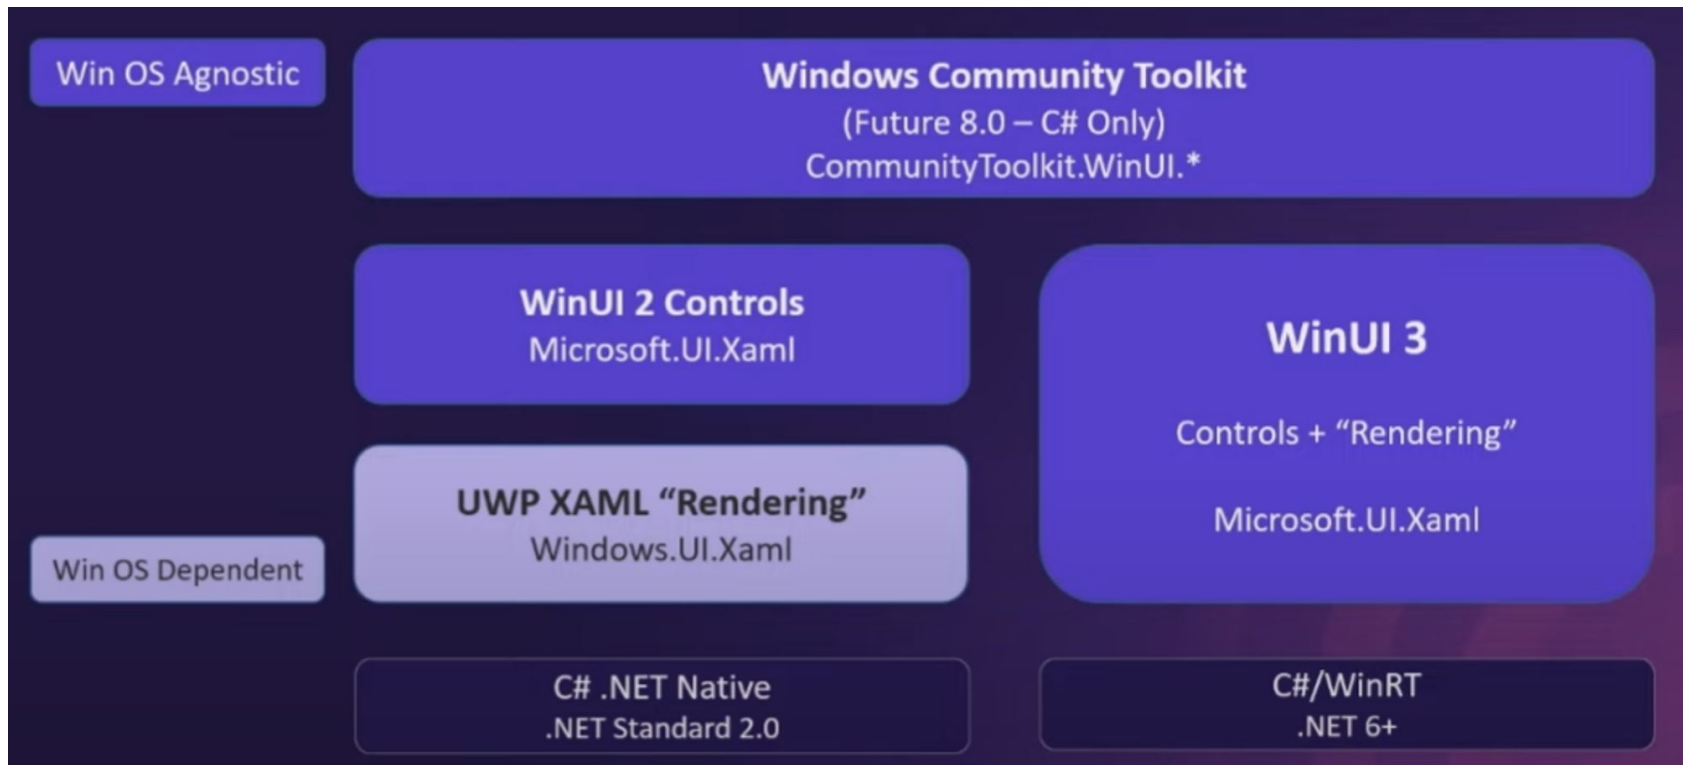 Win OS Agnostic
Windows Community Toolkit
(Future 8.0 – C# Only)
CommunityToolkit.WinUI.*
WinUI 2 Controls
Microsoft.UI.Xaml
WinUI 3
Controls + “Rendering”
Microsoft.UI.Xaml
UWP XAML “Rendering”
Windows.UI.Xaml
Win OS Dependent
C# .NET Native
.NET Standard 2.0
C#/WinRT
.NET 6+